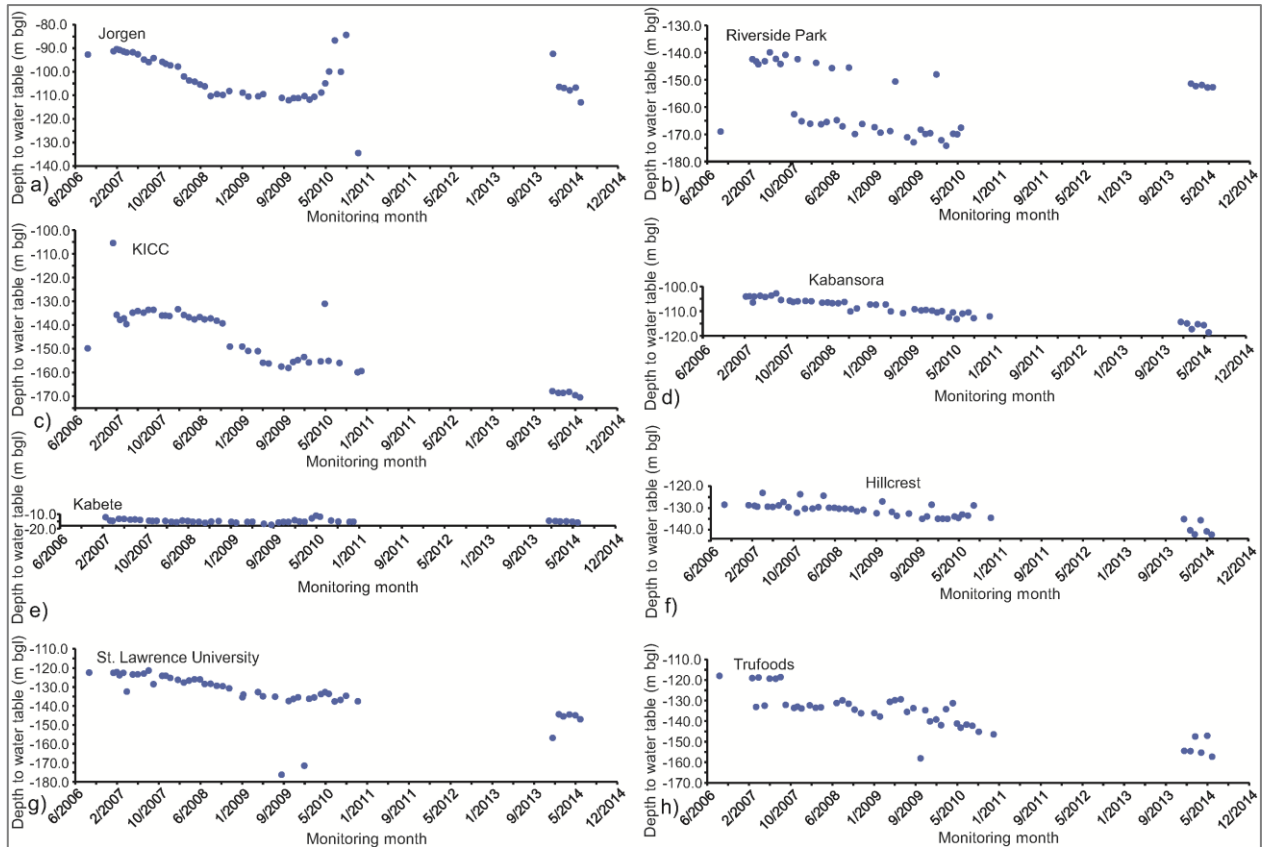 Depth to water table (m bgl)
Jorgen
-80.0
-90.0
-100.0
-110.0
-120.0
-130.0
-140.0
a)
6/2006 2/2007 10/2007 6/2008 1/2009 9/2009 5/2010 1/2011 9/2011 5/2012 1/2013 9/2013 5/2014 12/2014
Monitoring month
Depth to water table (m bgl)
Riverside Park
-130.0
-140.0
-150.0
-160.0
-170.0
-180.0
b)
6/2006 2/2007 10/2007 6/2008 1/2009 9/2009 5/2010 1/2011 9/2011 5/2012 1/2013 9/2013 5/2014 12/2014
Monitoring month
Depth to water table (m bgl)
KICC
-100.0
-110.0
-120.0
-130.0
-140.0
-150.0
-160.0
-170.0
c)
6/2006 2/2007 10/2007 6/2008 1/2009 9/2009 5/2010 1/2011 9/2011 5/2012 1/2013 9/2013 5/2014 12/2014
Monitoring month
Depth to water table (m bgl)
Kabansora
-100.0
-110.0
-120.0
d)
6/2006 2/2007 10/2007 6/2008 1/2009 9/2009 5/2010 1/2011 9/2011 5/2012 1/2013 9/2013 5/2014 12/2014
Monitoring month
Depth to water table (m bgl)
Kabete
-10.0
-20.0
e)
6/2006 2/2007 10/2007 6/2008 1/2009 9/2009 5/2010 1/2011 9/2011 5/2012 1/2013 9/2013 5/2014 12/2014
Monitoring month
Depth to water table (m bgl)
Hillcrest
-120.0
-130.0
-140.0
f)
6/2006 2/2007 10/2007 6/2008 1/2009 9/2009 5/2010 1/2011 9/2011 5/2012 1/2013 9/2013 5/2014 12/2014
Monitoring month
Depth to water table (m bgl)
St. Lawrence University
-110.0
-120.0
-130.0
-140.0
-150.0
-160.0
-170.0
-180.0
g)
6/2006 2/2007 10/2007 6/2008 1/2009 9/2009 5/2010 1/2011 9/2011 5/2012 1/2013 9/2013 5/2014 12/2014
Monitoring month
Depth to water table (m bgl)
Trufoods
-110.0
-120.0
-130.0
-140.0
-150.0
-160.0
-170.0
h)
6/2006 2/2007 10/2007 6/2008 1/2009 9/2009 5/2010 1/2011 9/2011 5/2012 1/2013 9/2013 5/2014 12/2014
Monitoring month